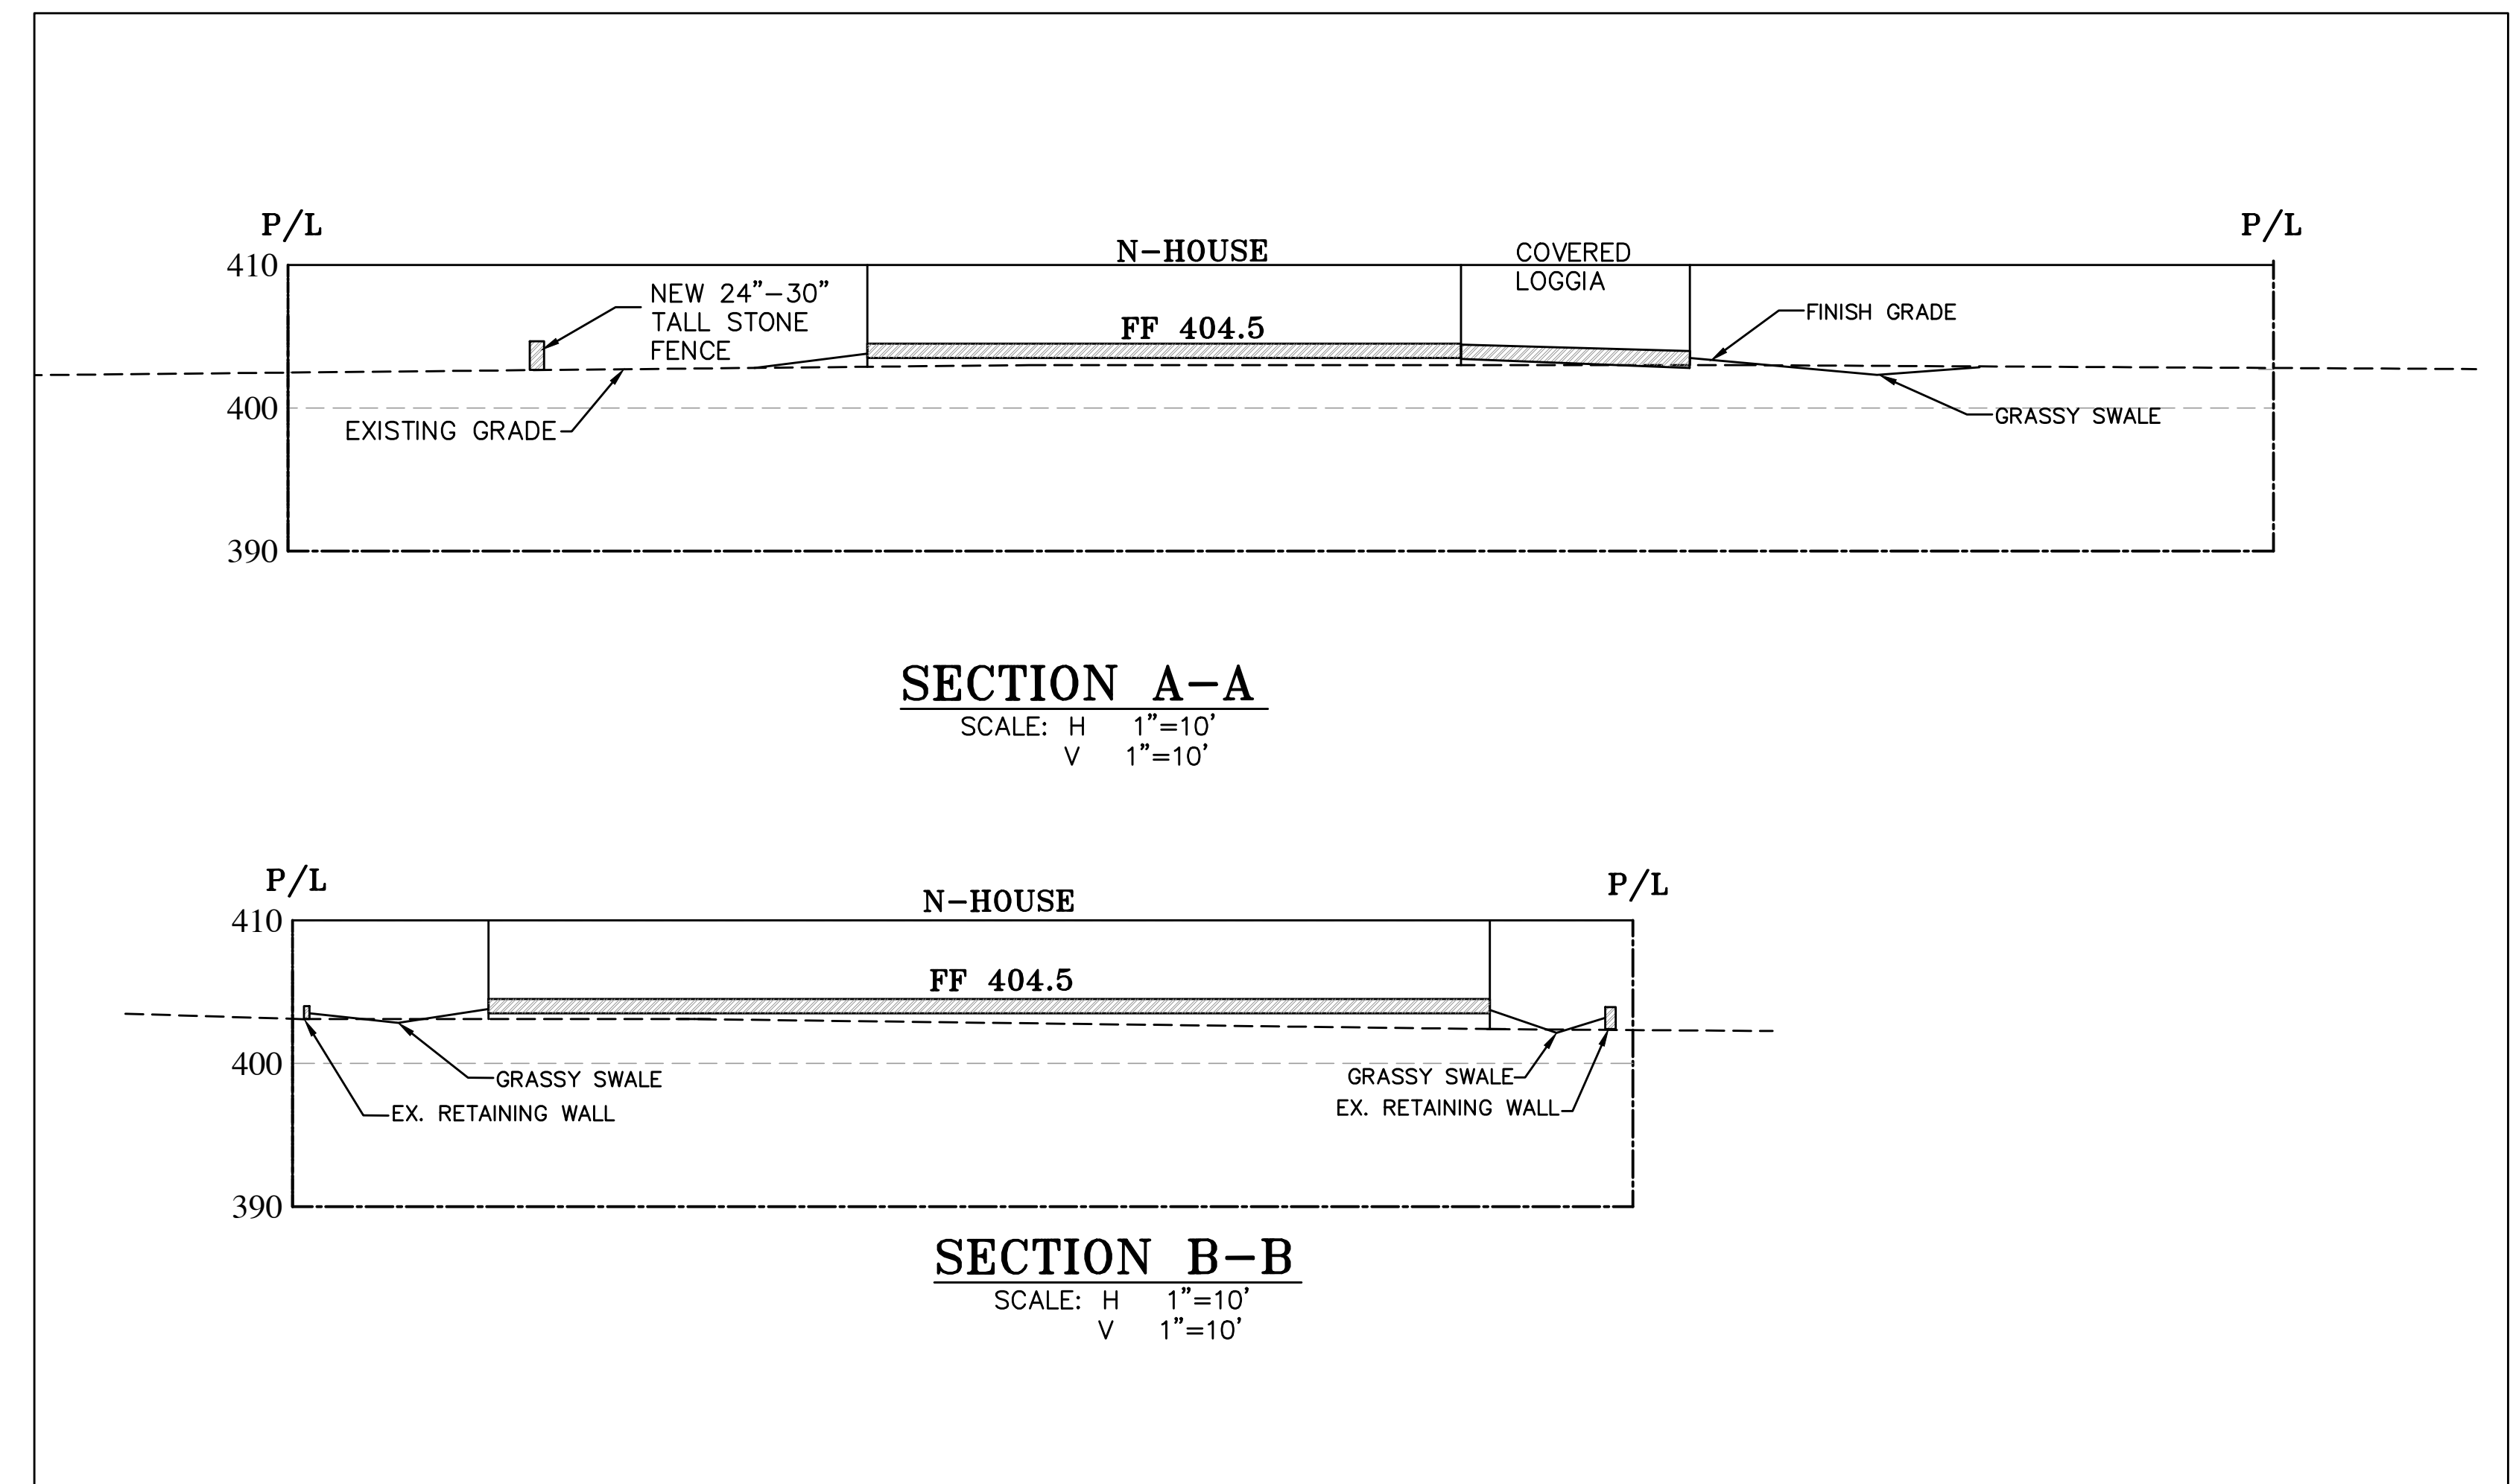 P/L
P/L
410
N-HOUSE
COVERED
LOGGIA
NEW 24"-30"
TALL STONE
FENCE
FF 404.5
FINISH GRADE
400
EXISTING GRADE
GRASSY SWALE
390
SECTION A-A
SCALE: H 1"=10'
V 1"=10'
P/L
P/L
410
N-HOUSE
FF 404.5
400
GRASSY SWALE
EX. RETAINING WALL
GRASSY SWALE
EX. RETAINING WALL
390
SECTION B-B
SCALE: H 1"=10'
V 1"=10'